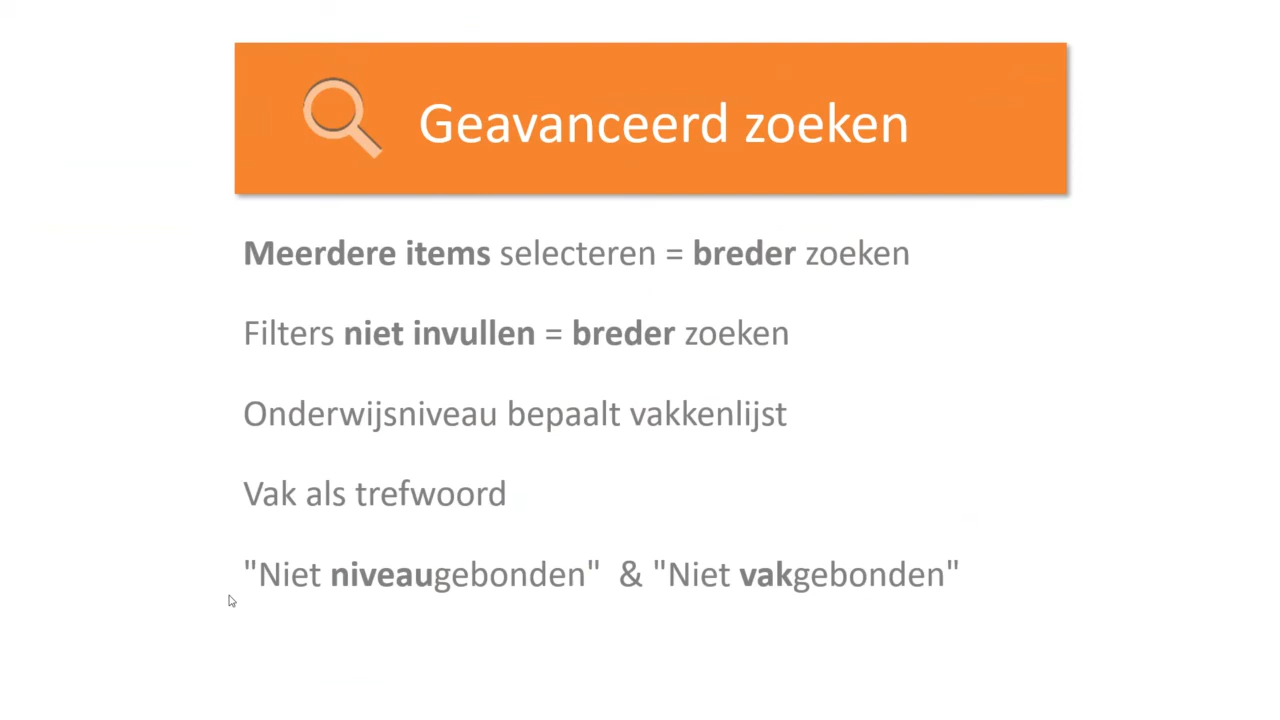 Geavanceerd zoeken
Meerdere items selecteren = breder zoeken
Filters niet invullen = breder zoeken
Onderwijsniveau bepaalt vakkenlijst
Vak als trefwoord
"Niet niveaugebonden" & "Niet vakgebonden"